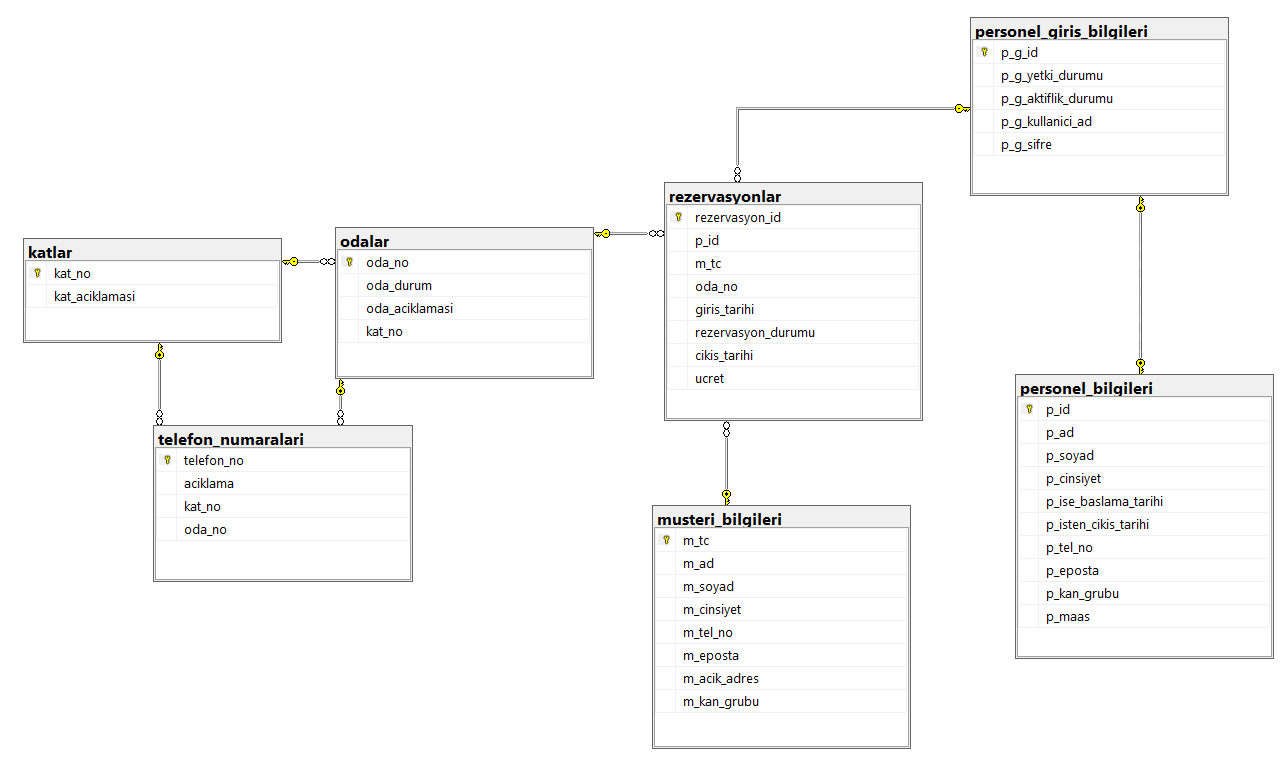 personel_giris_bilgileri
p_g_id
p_g_yetki_durumu
p_g_aktiflik_durumu
p_g_kullanici_ad
p_g_sifre
rezervasyonlar
rezervasyon_id
p_id
m_tc
oda_no
giris_tarihi
rezervasyon_durumu
cikis_tarihi
ucret
odalar
oda_no
oda_durum
oda_aciklamasi
kat_no
katlar
kat_no
kat_aciklamasi
telefon_numaralari
telefon_no
aciklama
kat_no
oda_no
musteri_bilgileri
m_tc
m_ad
m_soyad
m_cinsiyet
m_tel_no
m_eposta
m_acik_adres
m_kan_grubu
personel_bilgileri
p_id
p_ad
p_soyad
p_cinsiyet
p_ise_baslama_tarihi
p_isten_cikis_tarihi
p_tel_no
p_eposta
p_kan_grubu
p_maas